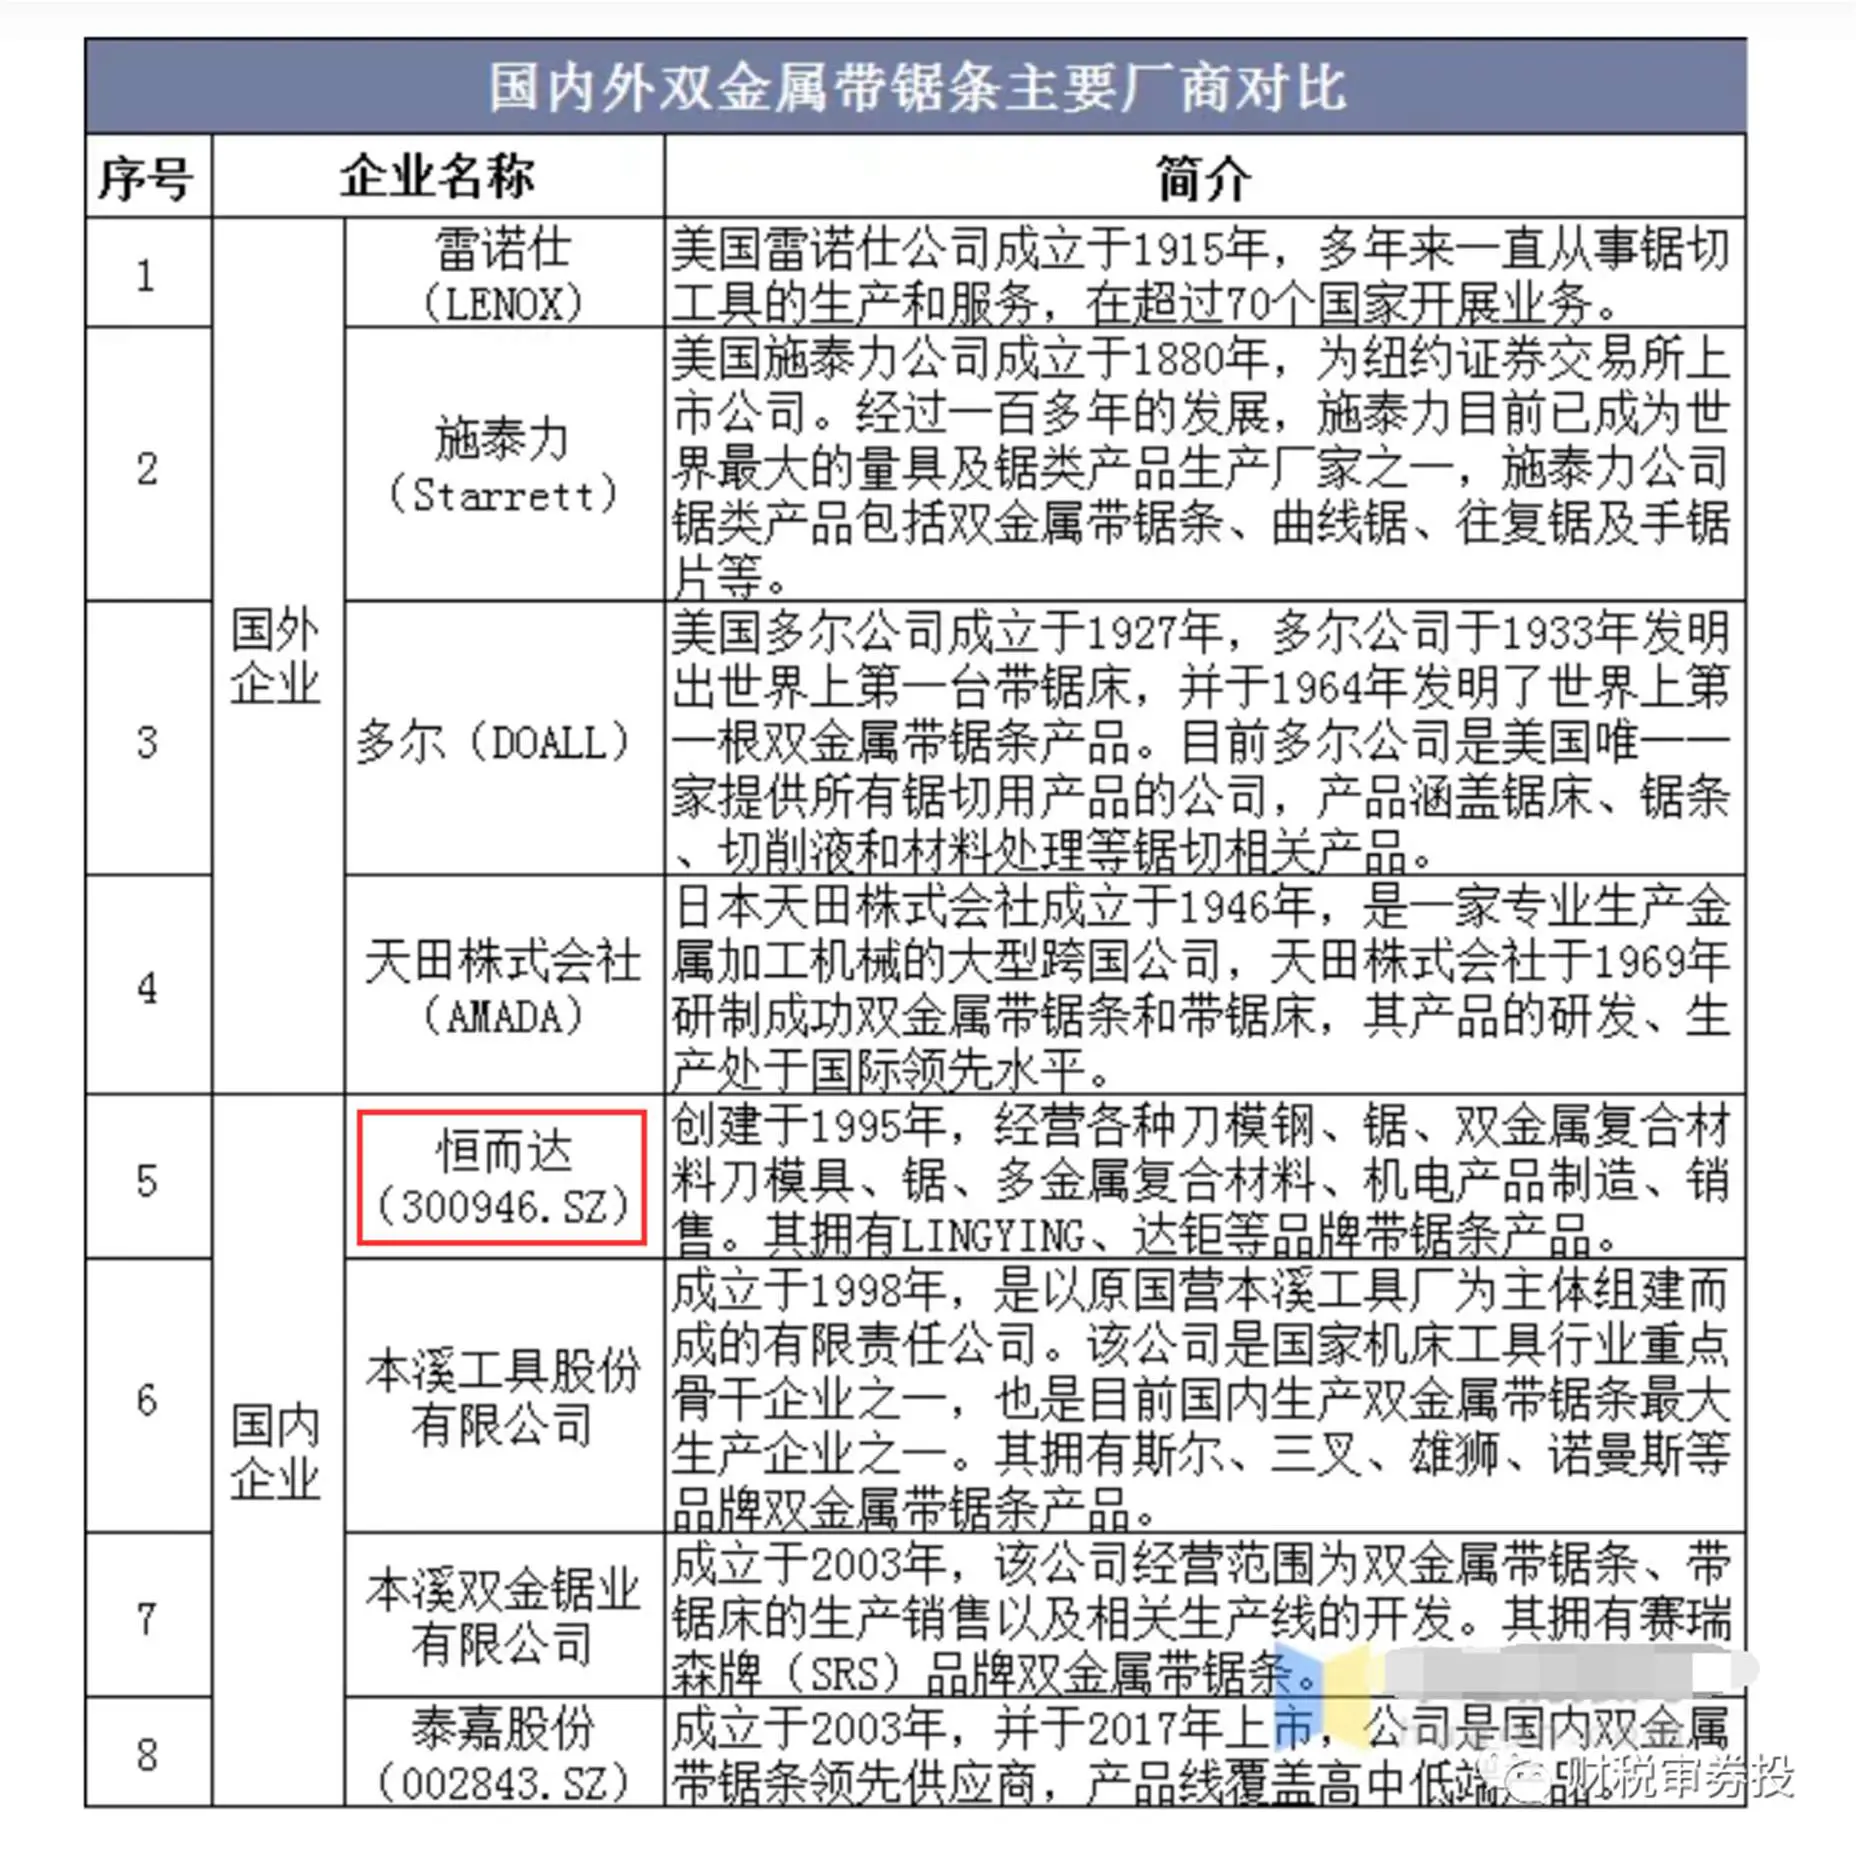 国内外双金属带锯条主要厂商对比
序号 企业名称 简介
国外
企业
1
雷诺仕
(LENOX)
美国雷诺仕公司成立于1915年，多年来一直从事锯切
工具的生产和服务，在超过70个国家开展业务。
2
施泰力
(Starrett)
美国施泰力公司成立于1880年，为纽约证券交易所上
市公司。经过一百多年的发展，施泰力目前已成为世
界最大的量具及锯类产品生产厂家之一，施泰力公司
锯类产品包括双金属带锯条、曲线锯、往复锯及手锯
片等。
3
多尔（DOALL）
美国多尔公司成立于1927年，多尔公司于1933年发明
出世界上第一台带锯床，并于1964年发明了世界上第
一根双金属带锯条产品。目前多尔公司是美国唯一一
家提供所有锯切用产品的公司，产品涵盖锯床、锯条
、切削液和材料处理等锯切相关产品。
4
天田株式会社
(AMADA)
日本天田株式会社成立于1946年，是一家专业生产金
属加工机械的大型跨国公司，天田株式会社于1969年
研制成功双金属带锯条和带锯床，其产品的研发、生
产处于国际领先水平。
国内
企业
5
恒而达
(300946.SZ)
创建于1995年，经营各种刀模钢、锯、双金属复合材
料刀模具、锯、多金属复合材料、机电产品制造、销
售。其拥有LINGYING、达钜等品牌带锯条产品。
6
本溪工具股份
有限公司
成立于1998年，是以原国营本溪工具厂为主体组建而
成的有限责任公司。该公司是国家机床工具行业重点
骨干企业之一，也是目前国内生产双金属带锯条最大
生产企业之一。其拥有斯尔、三叉、雄狮、诺曼斯等
品牌双金属带锯条产品。
7
本溪双金锯业
有限公司
成立于2003年，该公司经营范围为双金属带锯条、带
锯床的生产销售以及相关生产线的开发。其拥有赛瑞
森牌（SRS）品牌双金属带锯条。
8
泰嘉股份
(002843.SZ)
成立于2003年，并于2017年上市，公司是国内双金属
带锯条领先供应商，产品线覆盖高中低端产品。
财税审券投